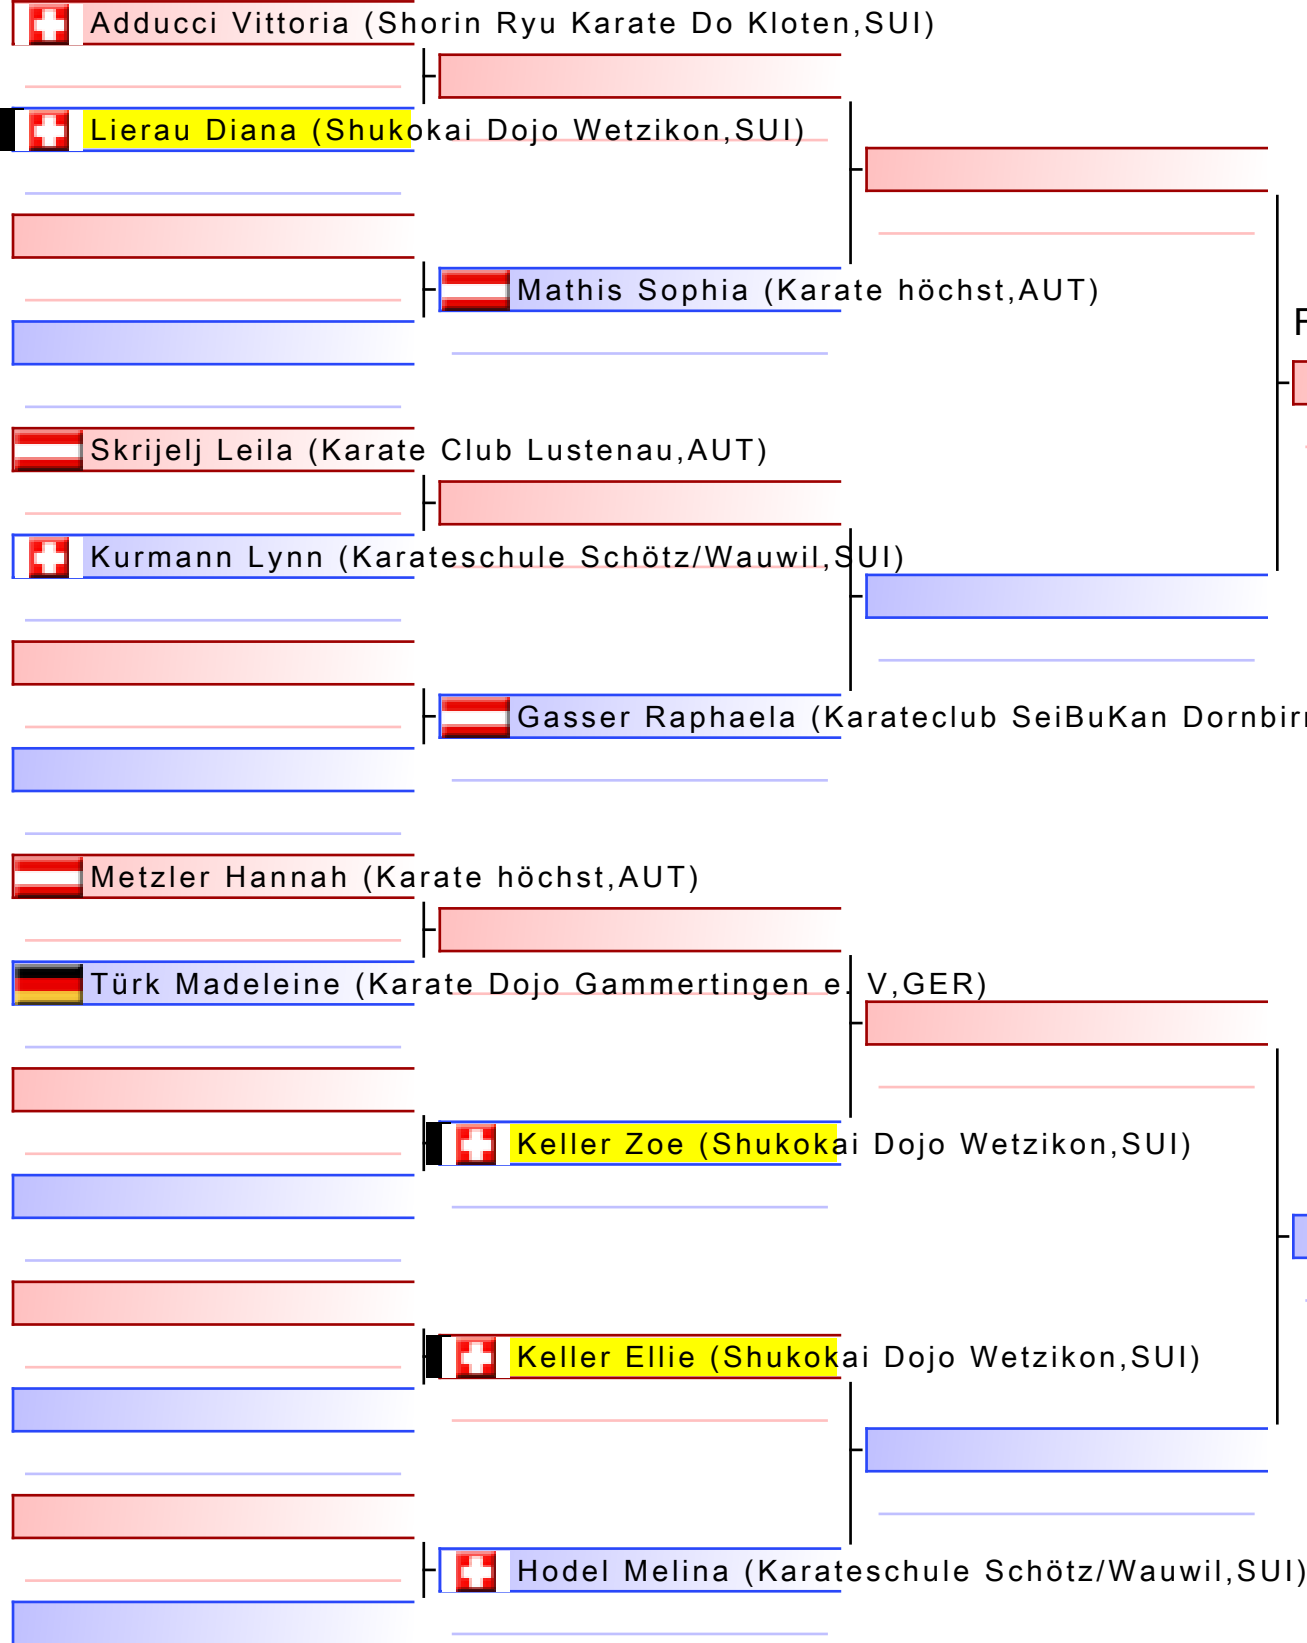 Adducci Vittoria (Shorin Ryu Karate Do Kloten,SUI)
Lierau Diana (Shukokai Dojo Wetzikon,SUI)
Mathis Sophia (Karate höchst,AUT)
Skrijelj Leila (Karate Club Lustenau,AUT)
Kurmann Lynn (Karateschule Schötz/Wauwil,SUI)
Gasser Raphaela (Karateclub SeiBuKan Dornbirn
Metzler Hannah (Karate höchst,AUT)
Türk Madeleine (Karate Dojo Gammertingen e. V,GER)
Keller Zoe (Shukokai Dojo Wetzikon,SUI)
Keller Ellie (Shukokai Dojo Wetzikon,SUI)
Hodel Melina (Karateschule Schötz/Wauwil,SUI)